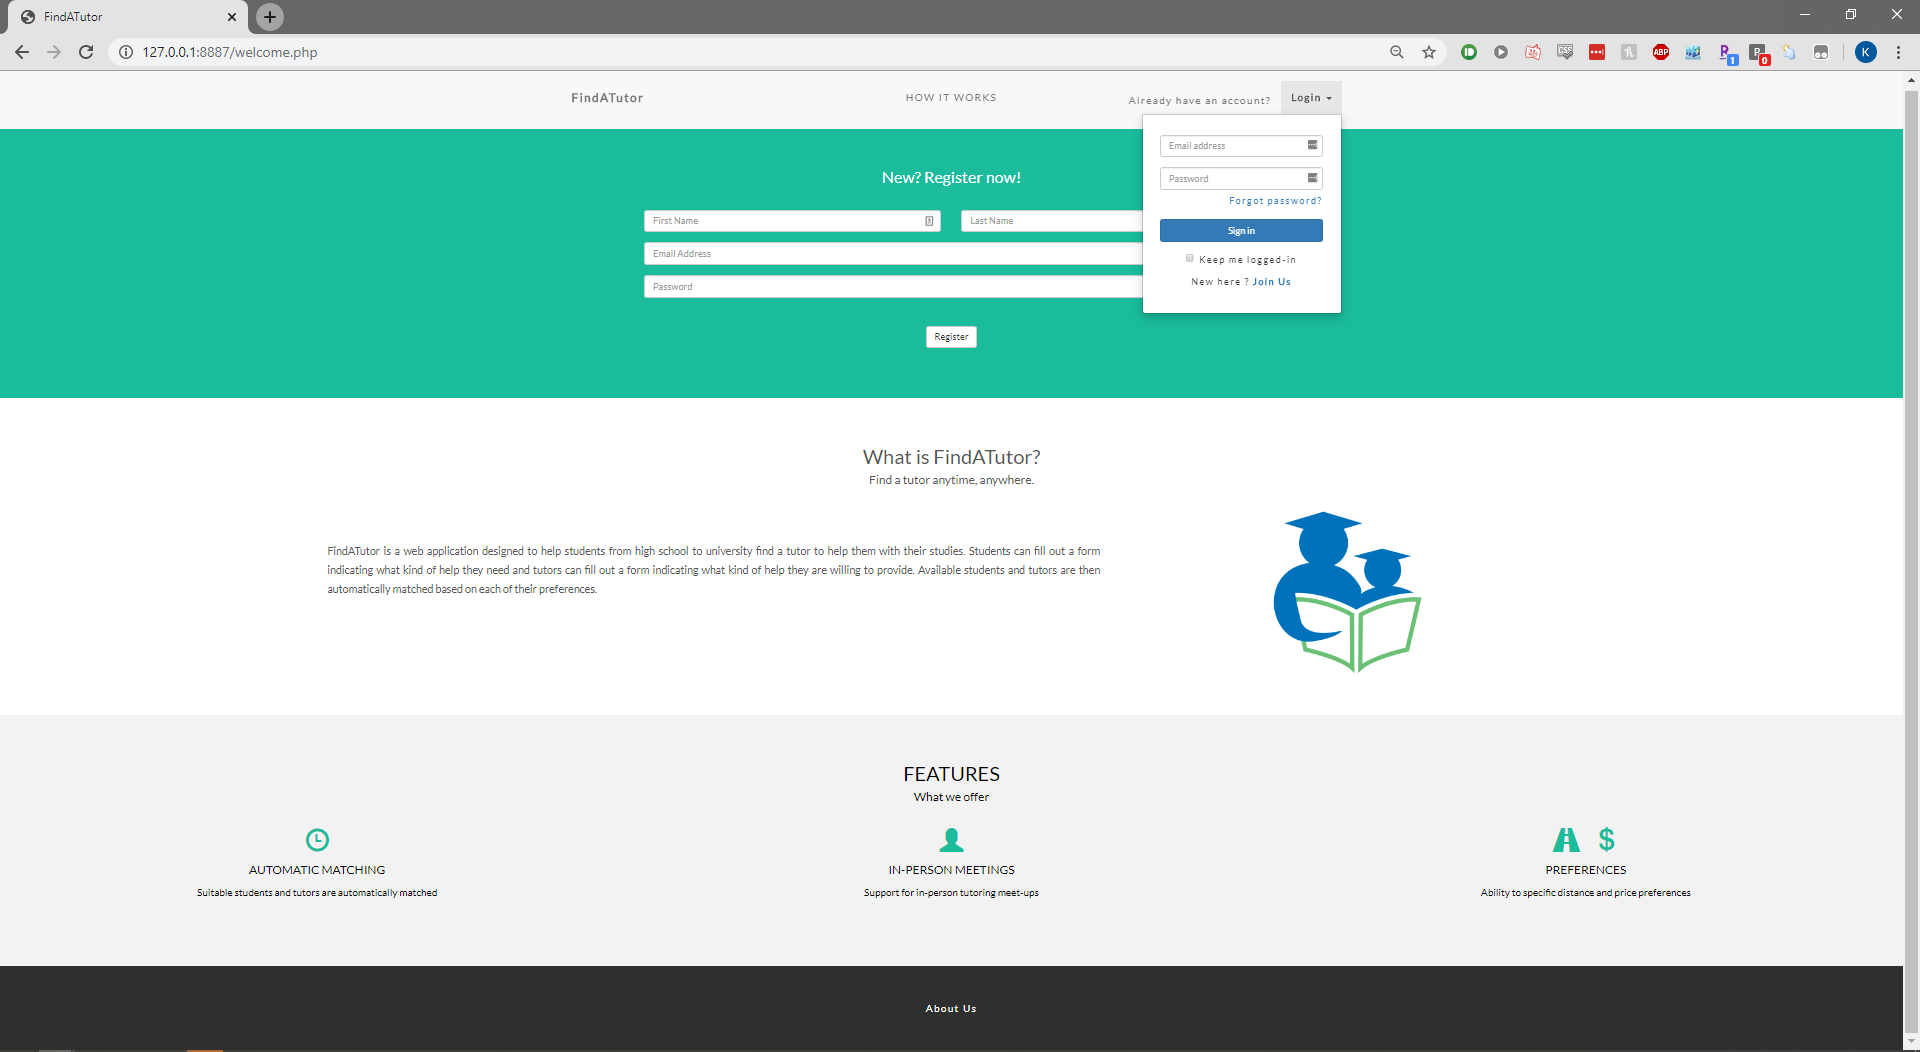 FindATutor
127.0.0.1:8887/welcome.php
CSS
ABP
1
P
0
K
FindATutor
HOW IT WORKS
Already have an account?
Login
Email address
Password
Forgot password?
Sign in
Keep me logged-in
New here ? Join Us
New? Register now!
First Name
Last Name
Email Address
Password
Register
What is FindATutor?
Find a tutor anytime, anywhere.
FindATutor is a web application designed to help students from high school to university find a tutor to help them with their studies. Students can fill out a form
indicating what kind of help they need and tutors can fill out a form indicating what kind of help they are willing to provide. Available students and tutors are then
automatically matched based on each of their preferences.
FEATURES
What we offer
AUTOMATIC MATCHING
Suitable students and tutors are automatically matched
IN-PERSON MEETINGS
Support for in-person tutoring meet-ups
$
PREFERENCES
Ability to specific distance and price preferences
About Us